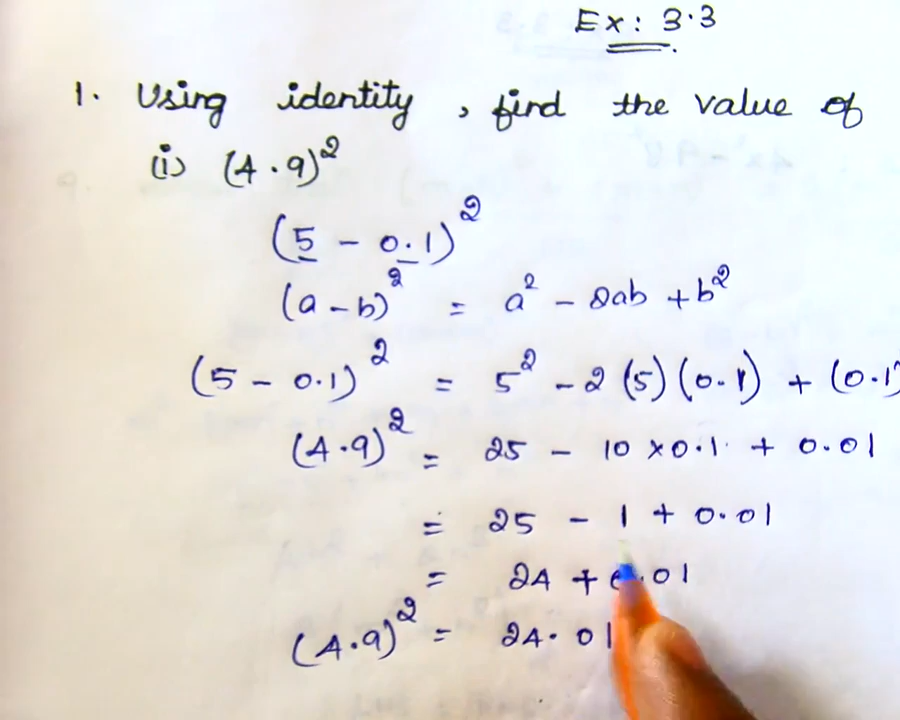 Ex: 3.3
1. Using identity, find the value of
(i) (4.9)²
(5 - 0.1)²
(a - b)² = a² - 2ab + b²
(5 - 0.1)² = 5² - 2 (5) (0.1) + (0.1)
(4.9)² = 25 - 10 × 0.1 + 0.01
= 25 - 1 + 0.01
= 24 + 0.01
(4.9)² = 24.01